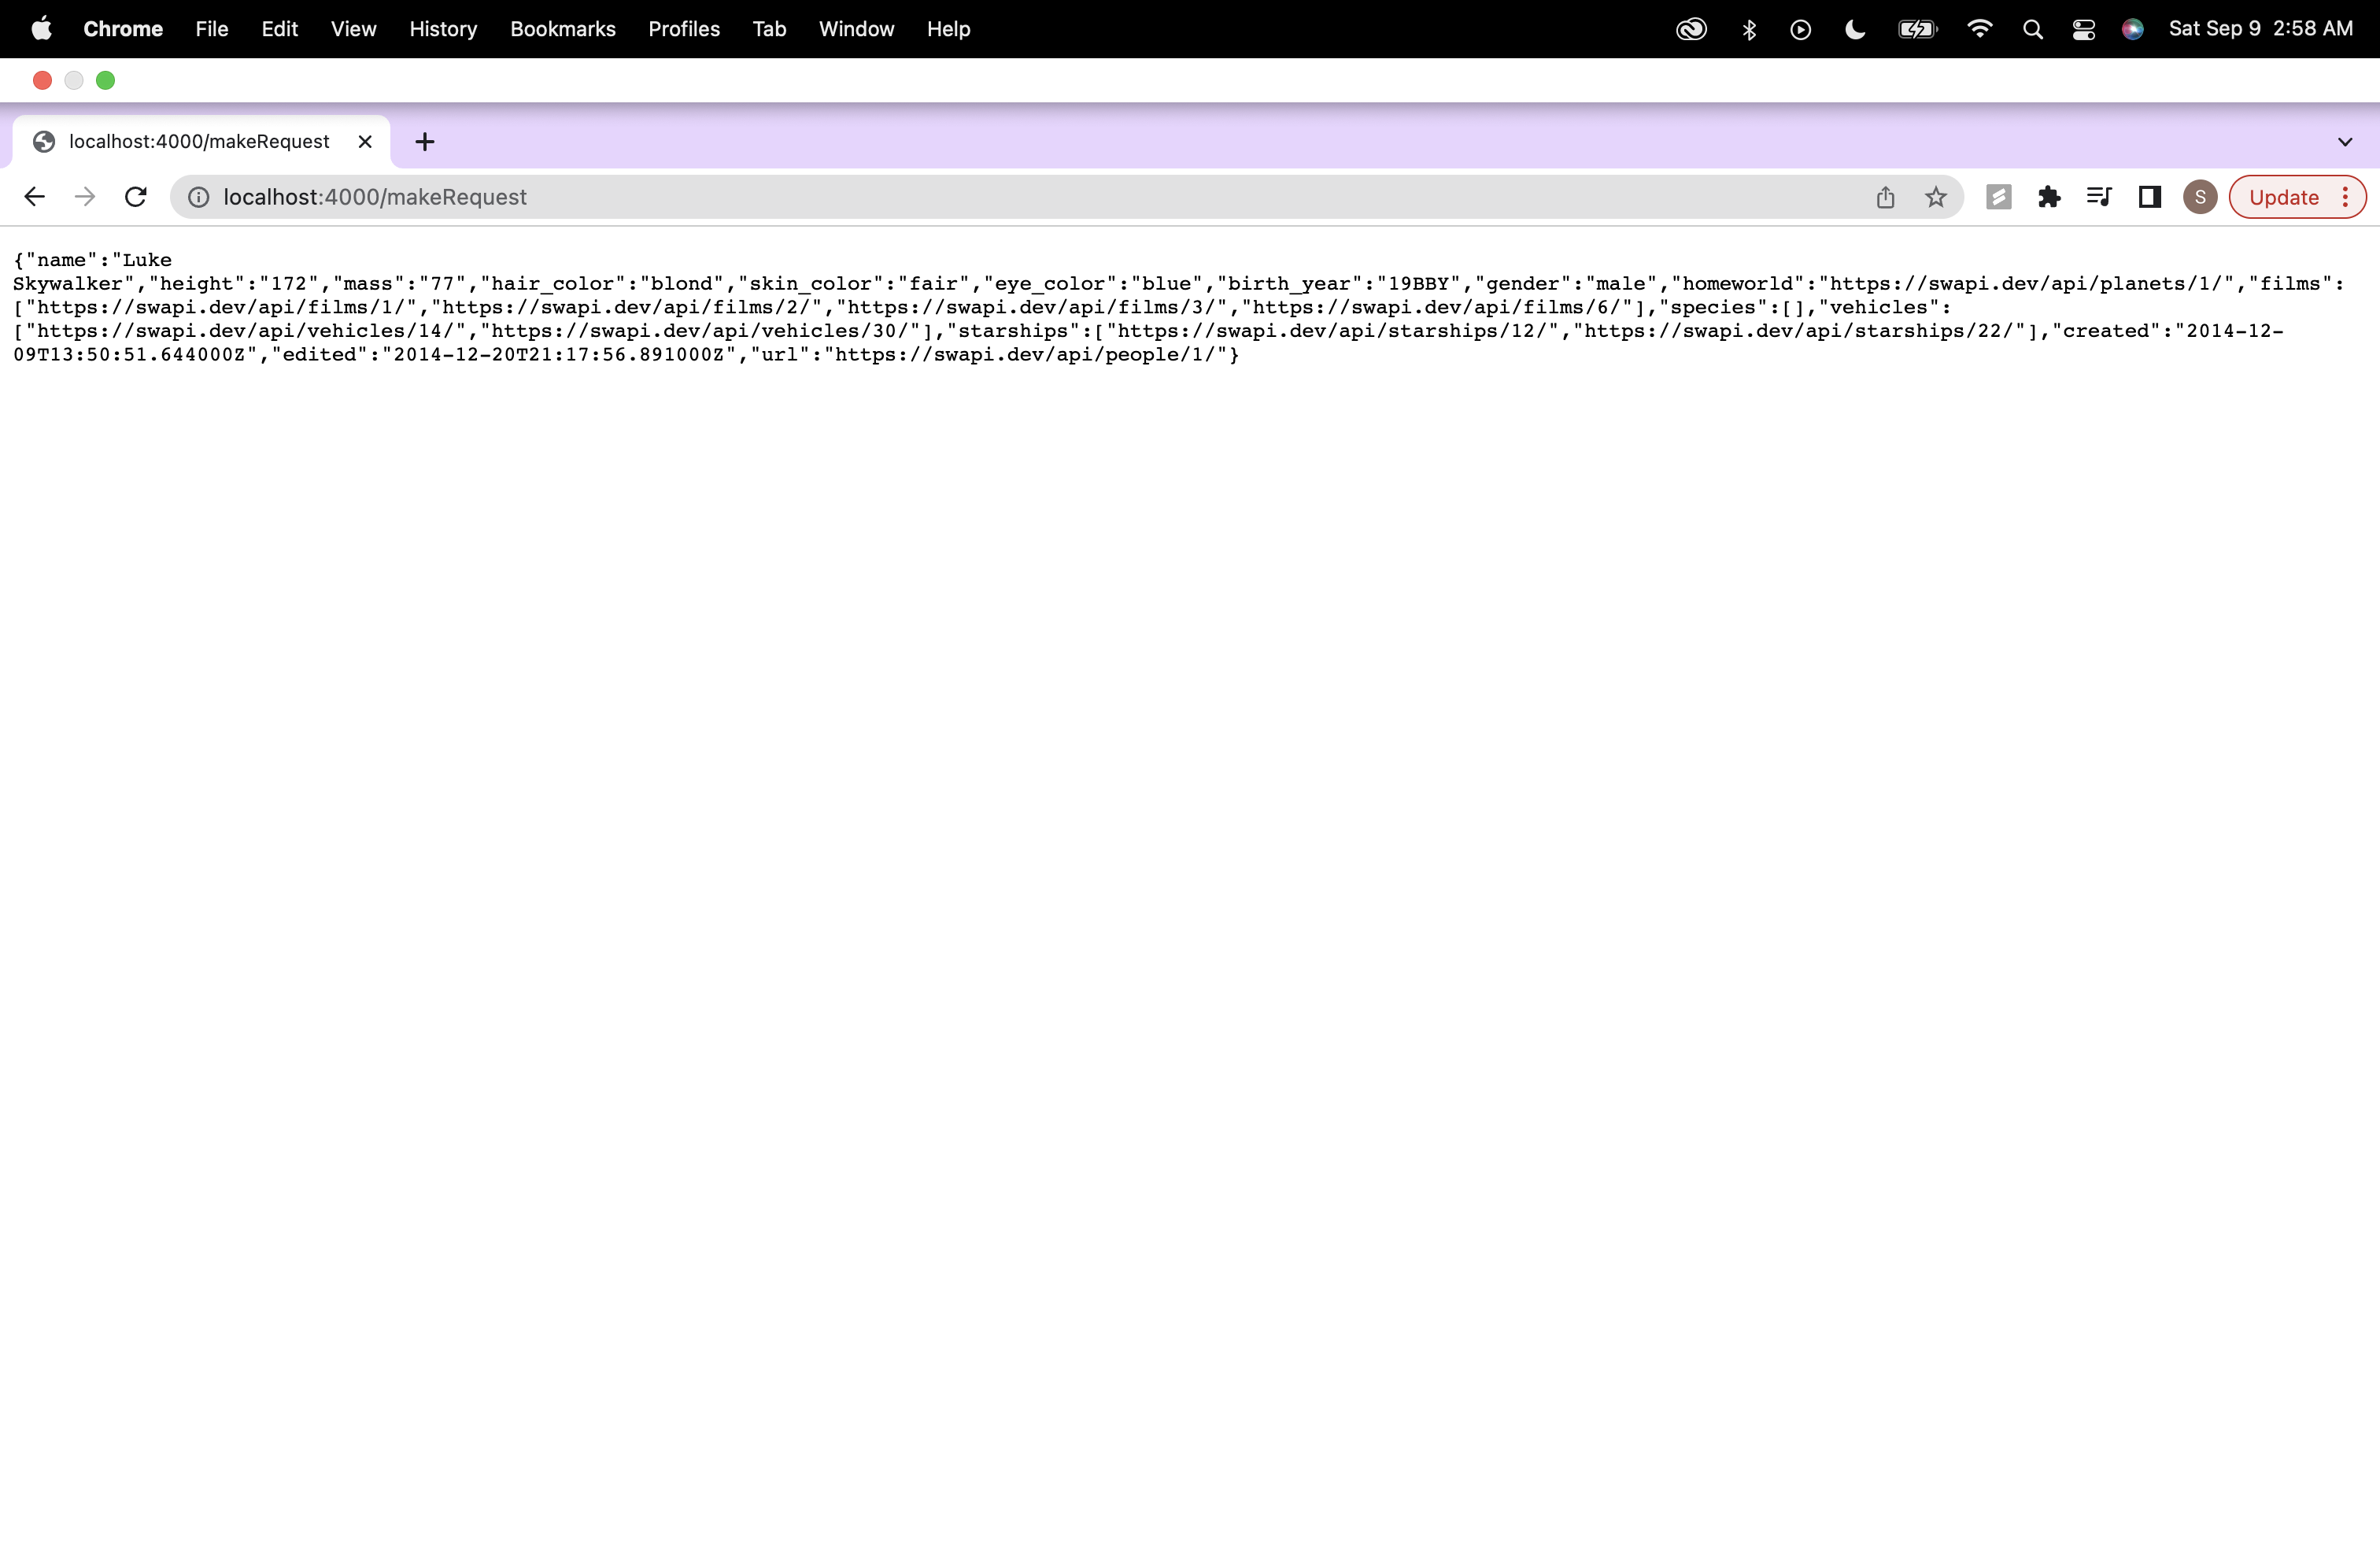 Chrome File Edit View History Bookmarks Profiles Tab Window Help Sat Sep 9 2:58 AM
localhost:4000/makeRequest
localhost:4000/makeRequest S Update
{"name":"Luke
Skywalker","height":"172","mass":"77","hair_color":"blond","skin_color":"fair","eye_color":"blue","birth_year":"19BBY","gender":"male","homeworld":"https://swapi.dev/api/planets/1/","films":
["https://swapi.dev/api/films/1/","https://swapi.dev/api/films/2/","https://swapi.dev/api/films/3/","https://swapi.dev/api/films/6/"],"species":[],"vehicles":
["https://swapi.dev/api/vehicles/14/","https://swapi.dev/api/vehicles/30/"],"starships":["https://swapi.dev/api/starships/12/","https://swapi.dev/api/starships/22/"],"created":"2014-12-
09T13:50:51.644000Z","edited":"2014-12-20T21:17:56.891000Z","url":"https://swapi.dev/api/people/1/"}